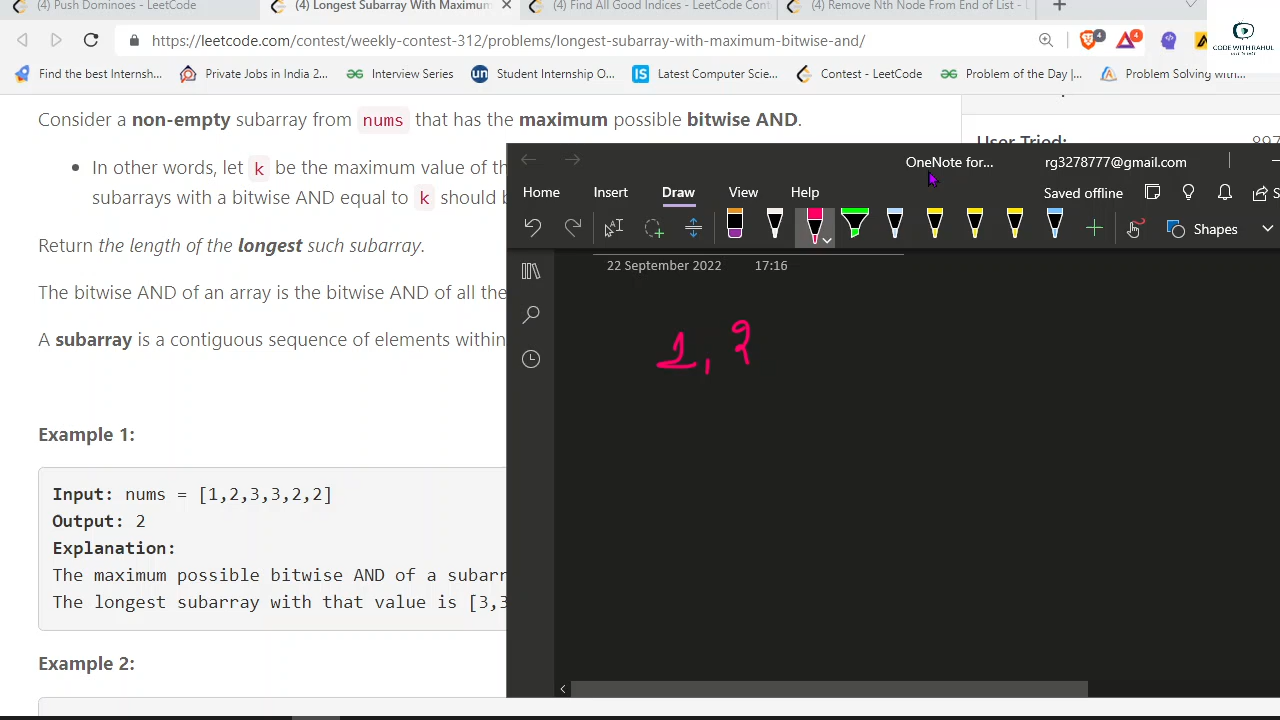 (4) Push Dominoes - LeetCode
(4) Longest Subarray With Maximum
(4) Find All Good Indices - LeetCode Cont
(4) Remove Nth Node From End of List - L
https://leetcode.com/contest/weekly-contest-312/problems/longest-subarray-with-maximum-bitwise-and/
4
4
CODE WITH RAHUL
Find the best Internsh...
Private Jobs in India 2...
Interview Series
Student Internship O...
Latest Computer Scie...
Contest - LeetCode
Problem of the Day |...
Problem Solving with...
Consider a non-empty subarray from nums that has the maximum possible bitwise AND.
User Tried:
897
In other words, let k be the maximum value of th
subarrays with a bitwise AND equal to k should b
Return the length of the longest such subarray.
The bitwise AND of an array is the bitwise AND of all the
A subarray is a contiguous sequence of elements within
Example 1:
Input: nums = [1,2,3,3,2,2]
Output: 2
Explanation:
The maximum possible bitwise AND of a subarr
The longest subarray with that value is [3,3
Example 2:
OneNote for...
rg3278777@gmail.com
Home
Insert
Draw
View
Help
Saved offline
S
Shapes
22 September 2022
17:16
1, 2